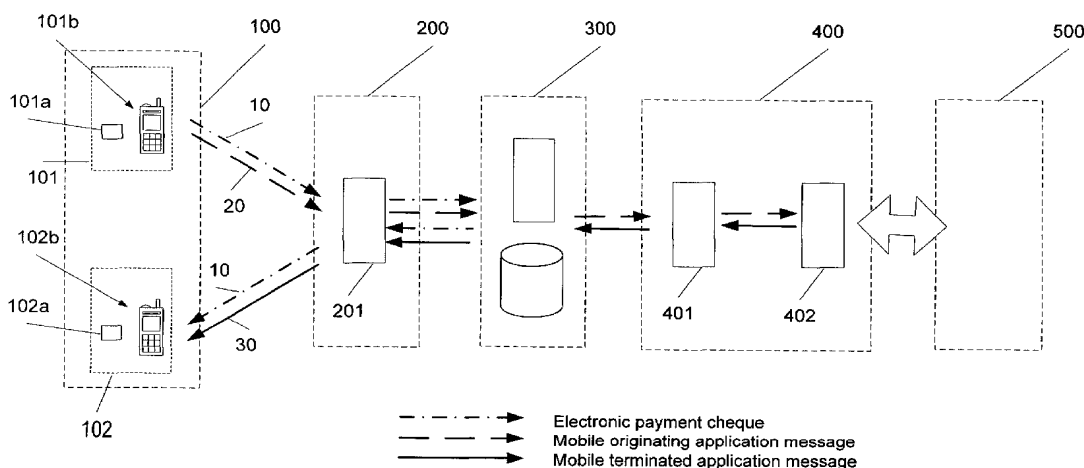 101b
100
200
300
400
500
101a
10
101
20
102b
10
102a
201
401
402
30
102
Electronic payment cheque
Mobile originating application message
Mobile terminated application message